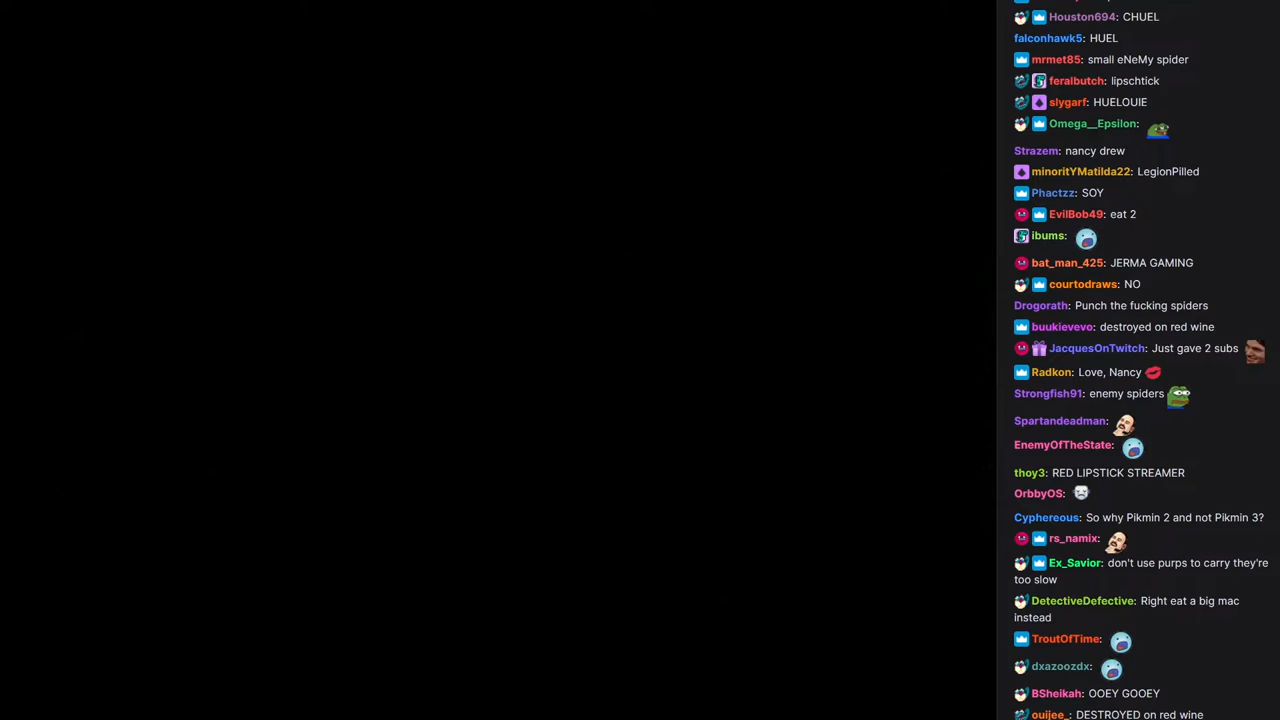 Houston694: CHUEL
falconhawk5: HUEL
mrmet85: small eNeMy spider
feralbutch: lipschtick
slygarf: HUELOUIE
Omega__Epsilon:
Strazem: nancy drew
minoritYMatilda22: LegionPilled
Phactzz: SOY
EvilBob49: eat 2
ibums:
bat_man_425: JERMA GAMING
courtodraws: NO
Drogorath: Punch the fucking spiders
buukievevo: destroyed on red wine
JacquesOnTwitch: Just gave 2 subs
Radkon: Love, Nancy
Strongfish91: enemy spiders
Spartandeadman:
EnemyOfTheState:
thoy3: RED LIPSTICK STREAMER
OrbbyOS:
Cyphereous: So why Pikmin 2 and not Pikmin 3?
rs_namix:
Ex_Savior: don't use purps to carry they're
too slow
DetectiveDefective: Right eat a big mac
instead
TroutOfTime:
dxazoozdx:
BSheikah: OOEY GOOEY
ouijee_: DESTROYED on red wine